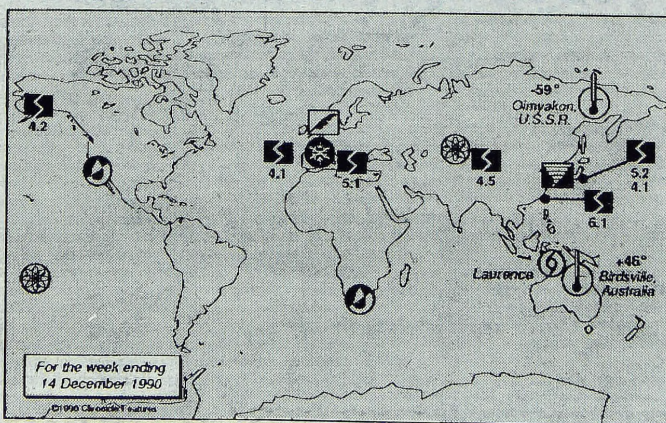 -59°
Oimyakon,
U.S.S.R.
4.2
4.1
5.1
4.5
5.2
4.1
6.1
Laurence
+46°
Birdsville,
Australia
For the week ending
14 December 1990
©1990 Chronicle Features